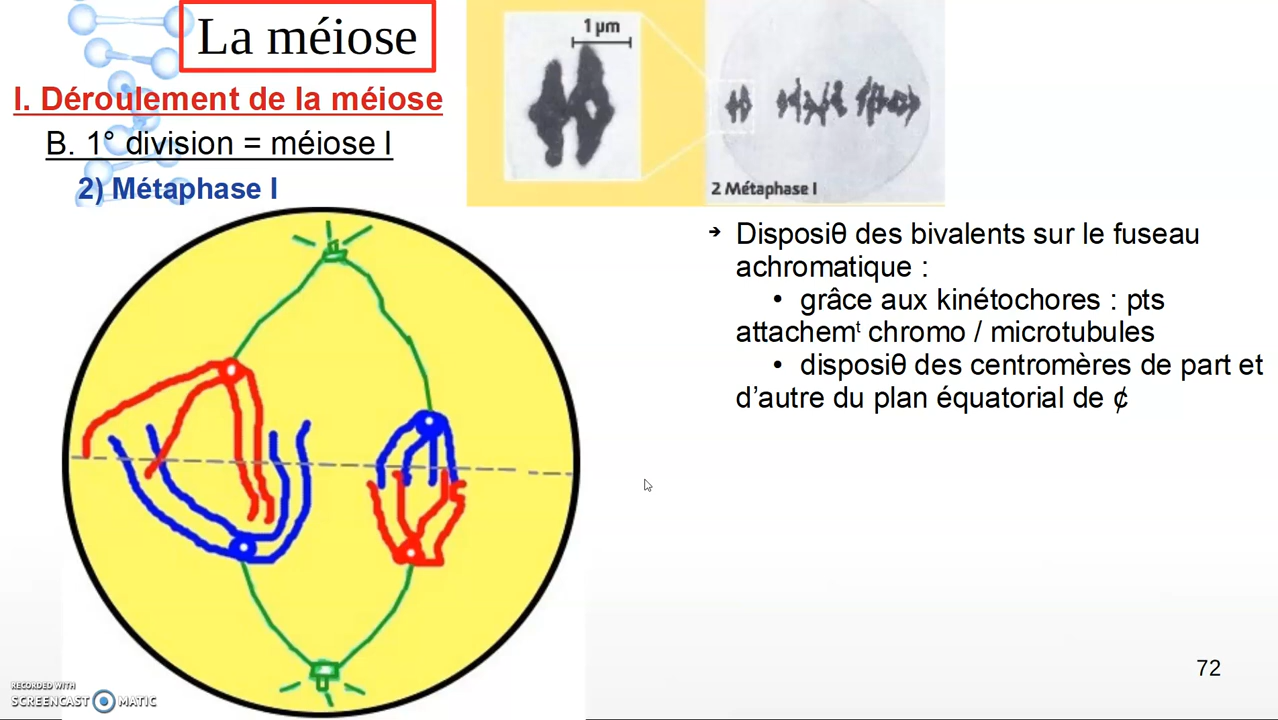 La méiose
I. Déroulement de la méiose
B. 1° division = méiose I
2) Métaphase I
1 µm
2 Métaphase I
➔ Disposiθ des bivalents sur le fuseau
achromatique :
• grâce aux kinétochores : pts
attachemᵗ chromo / microtubules
• disposiθ des centromères de part et
d’autre du plan équatorial de ¢
72
RECORDED WITH
SCREENCAST MATIC